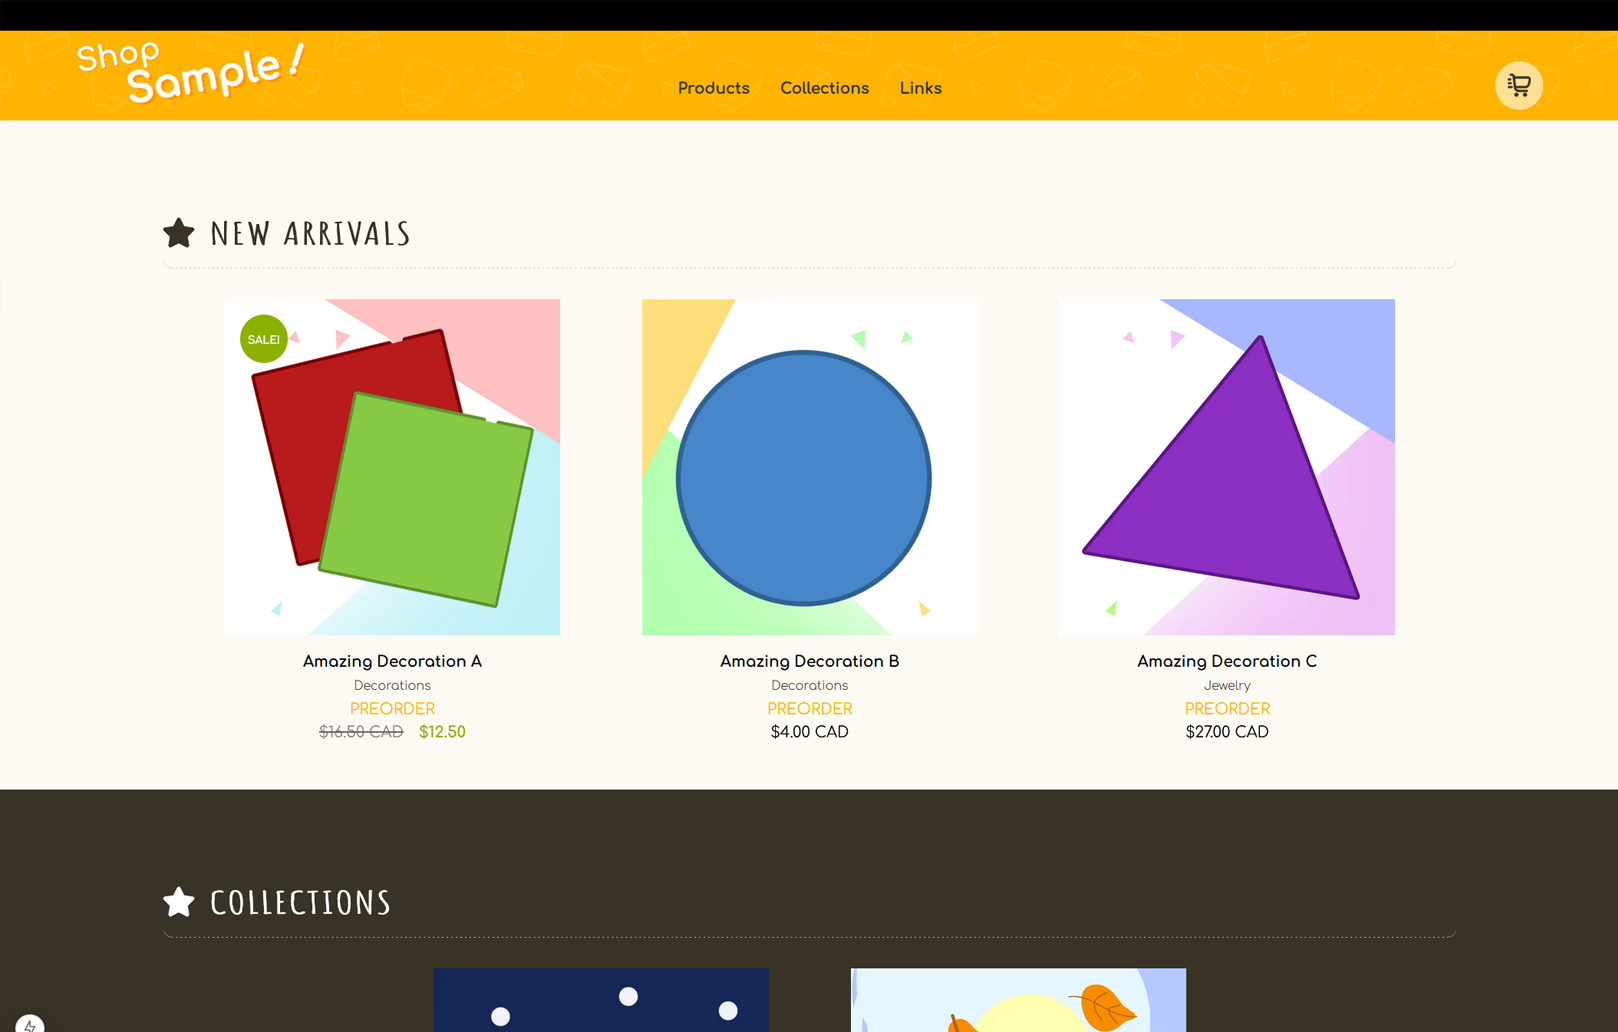 Shop
Sample!
Products
Collections
Links
NEW ARRIVALS
SALE!
Amazing Decoration A
Decorations
PREORDER
$16.50 CAD $12.50
Amazing Decoration B
Decorations
PREORDER
$4.00 CAD
Amazing Decoration C
Jewelry
PREORDER
$27.00 CAD
COLLECTIONS